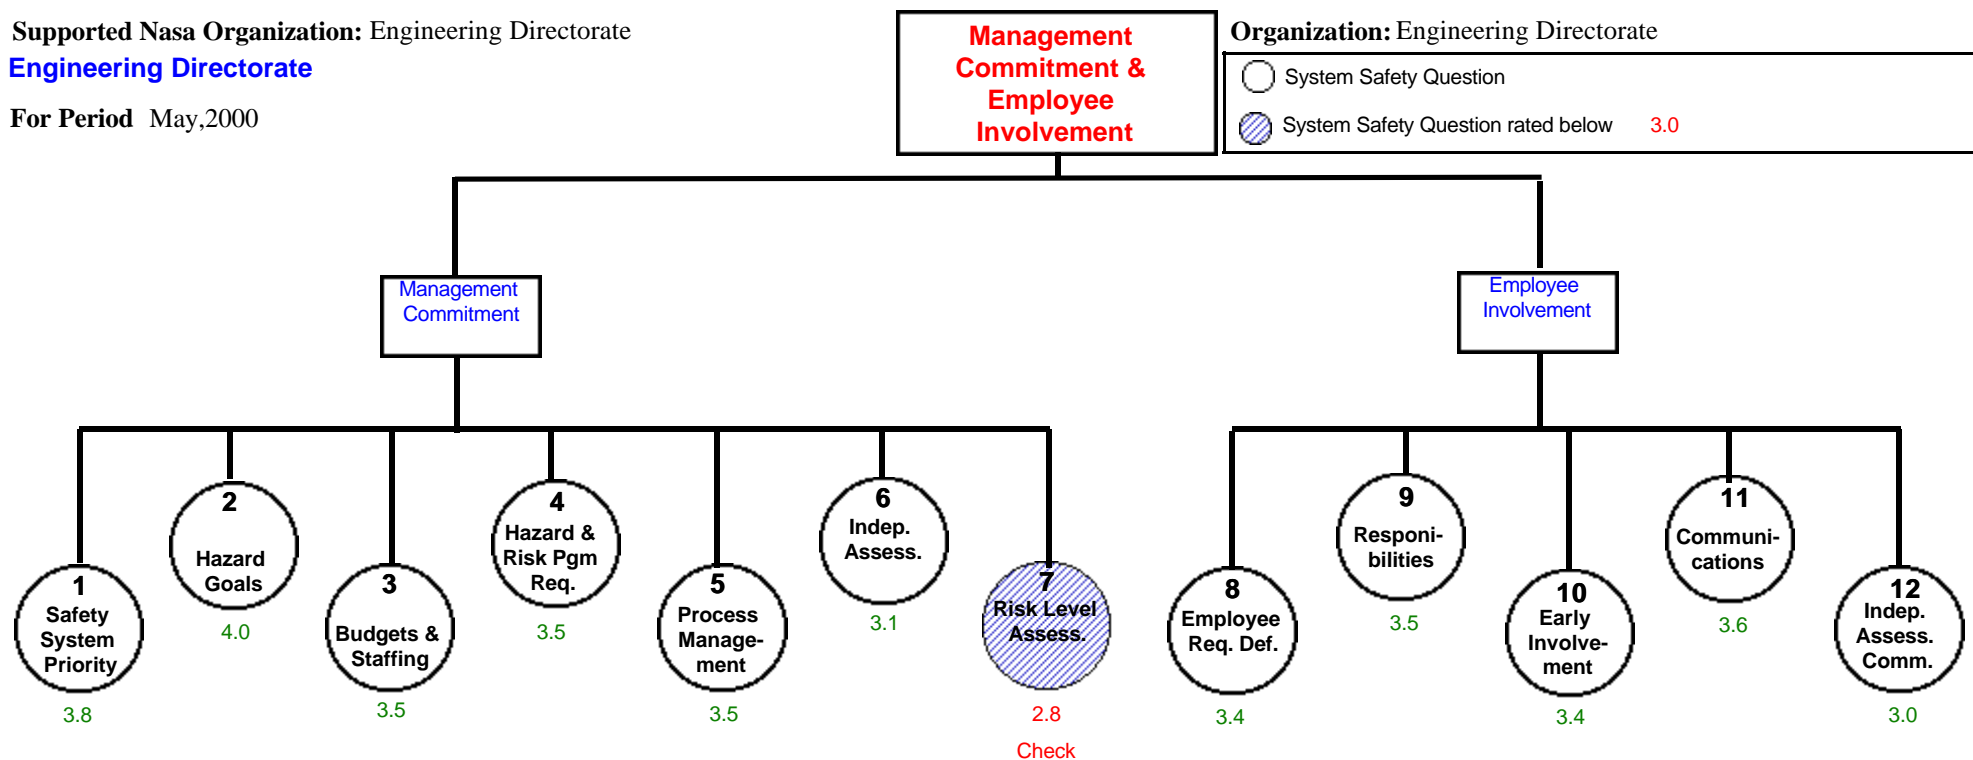 Supported Nasa Organization: Engineering Directorate
Engineering Directorate
For Period May,2000
Management
Commitment &
Employee
Involvement
Organization: Engineering Directorate
System Safety Question
System Safety Question rated below 3.0
Management
Commitment
Employee
Involvement
1
Safety
System
Priority
3.8
2
Hazard
Goals
4.0
3
Budgets &
Staffing
3.5
4
Hazard &
Risk Pgm
Req.
3.5
5
Process
Manage-
ment
3.5
6
Indep.
Assess.
3.1
7
Risk Level
Assess.
2.8
Check
8
Employee
Req. Def.
3.4
9
Responi-
bilities
3.5
10
Early
Involve-
ment
3.4
11
Communi-
cations
3.6
12
Indep.
Assess.
Comm.
3.0